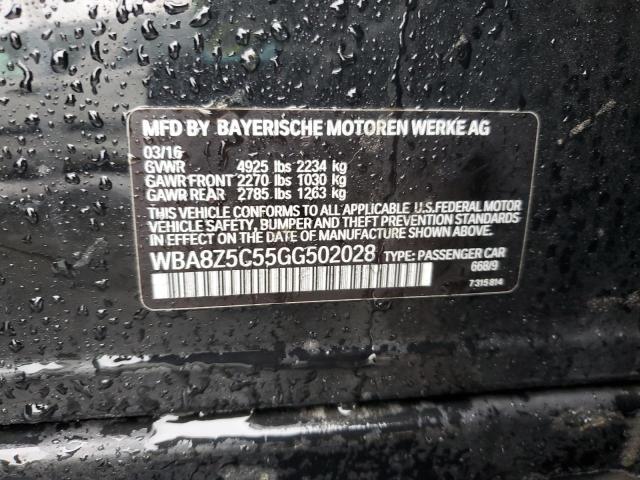 MFD BY BAYERISCHE MOTOREN WERKE AG
03/16
GVWR 4925 lbs 2234 kg
GAWR FRONT 2270 lbs 1030 kg
GAWR REAR 2785 lbs 1263 kg
THIS VEHICLE CONFORMS TO ALL APPLICABLE U.S.FEDERAL MOTOR
VEHICLE SAFETY, BUMPER AND THEFT PREVENTION STANDARDS
IN EFFECT ON THE DATE OF MANUFACTURE SHOWN ABOVE.
WBA8Z5C55GG502028 TYPE: PASSENGER CAR
668/9
7 315 814